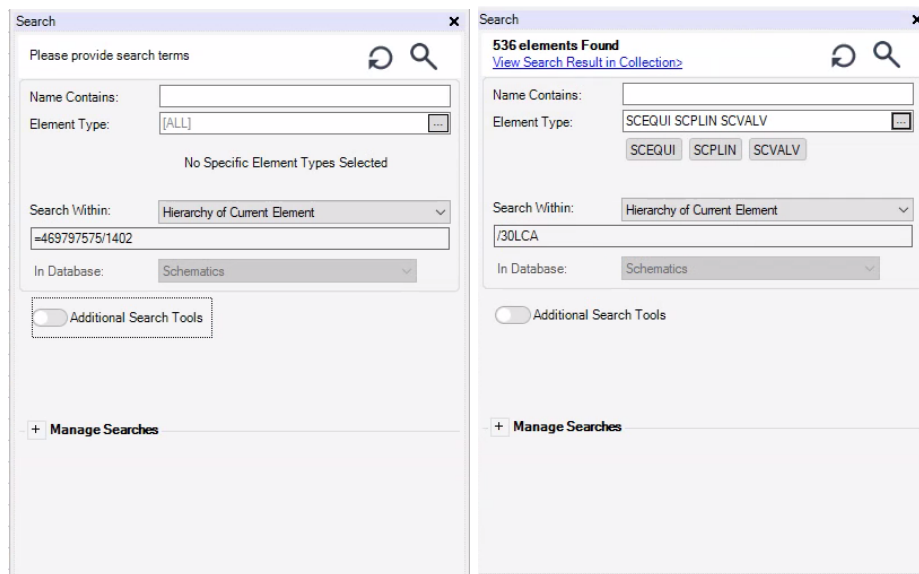 Search
Please provide search terms
Name Contains:
Element Type: [ALL] ...
No Specific Element Types Selected
Search Within: Hierarchy of Current Element
=469797575/1402
In Database: Schematics
Additional Search Tools
+ Manage Searches
Search
536 elements Found
View Search Result in Collection>
Name Contains:
Element Type: SCEQUI SCPLIN SCVALV ...
SCEQUI SCPLIN SCVALV
Search Within: Hierarchy of Current Element
/30LCA
In Database: Schematics
Additional Search Tools
+ Manage Searches